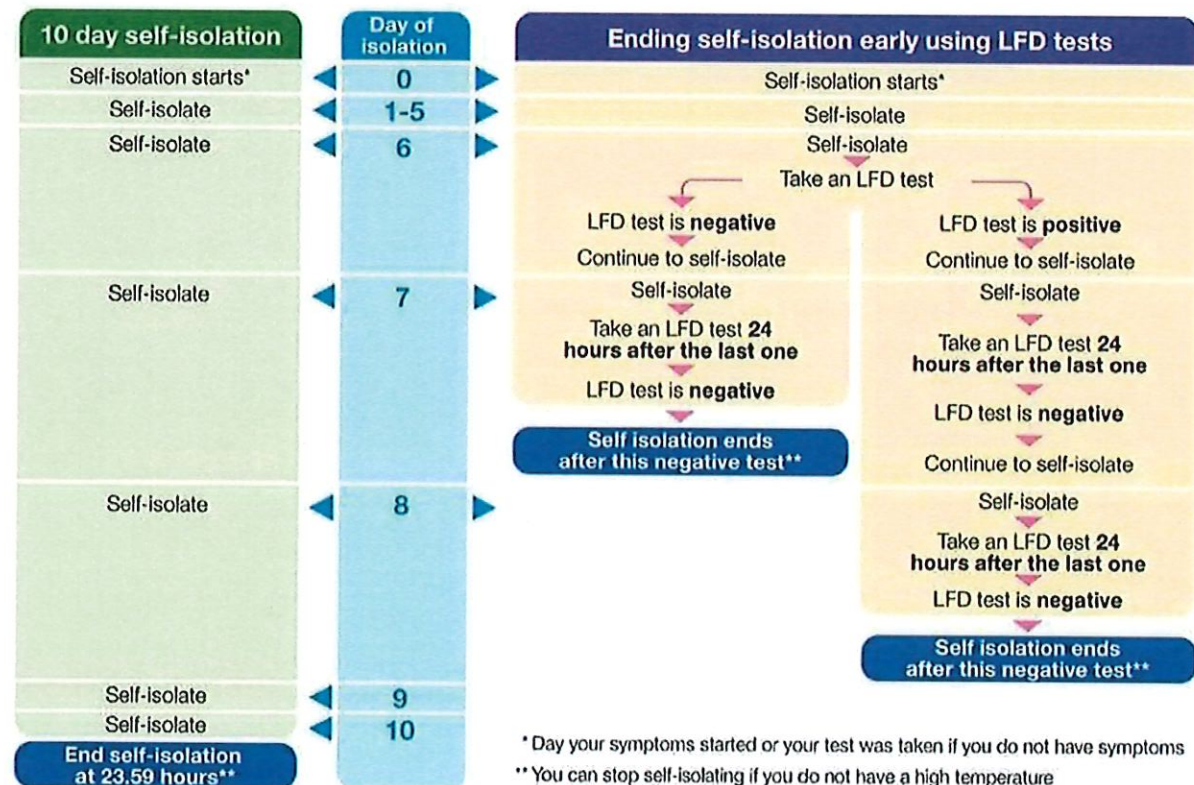 10 day self-isolation
Self-isolation starts*
Self-isolate
Self-isolate
Self-isolate
Self-isolate
Self-isolate
Self-isolate
End self-isolation
at 23.59 hours**
Day of
isolation
0
1-5
6
7
8
9
10
Ending self-isolation early using LFD tests
Self-isolation starts*
Self-isolate
Self-isolate
Take an LFD test
LFD test is negative
Continue to self-isolate
Self-isolate
Take an LFD test 24
hours after the last one
LFD test is negative
Self isolation ends
after this negative test**
LFD test is positive
Continue to self-isolate
Self-isolate
Take an LFD test 24
hours after the last one
LFD test is negative
Continue to self-isolate
Self-isolate
Take an LFD test 24
hours after the last one
LFD test is negative
Self isolation ends
after this negative test**
* Day your symptoms started or your test was taken if you do not have symptoms
** You can stop self-isolating if you do not have a high temperature